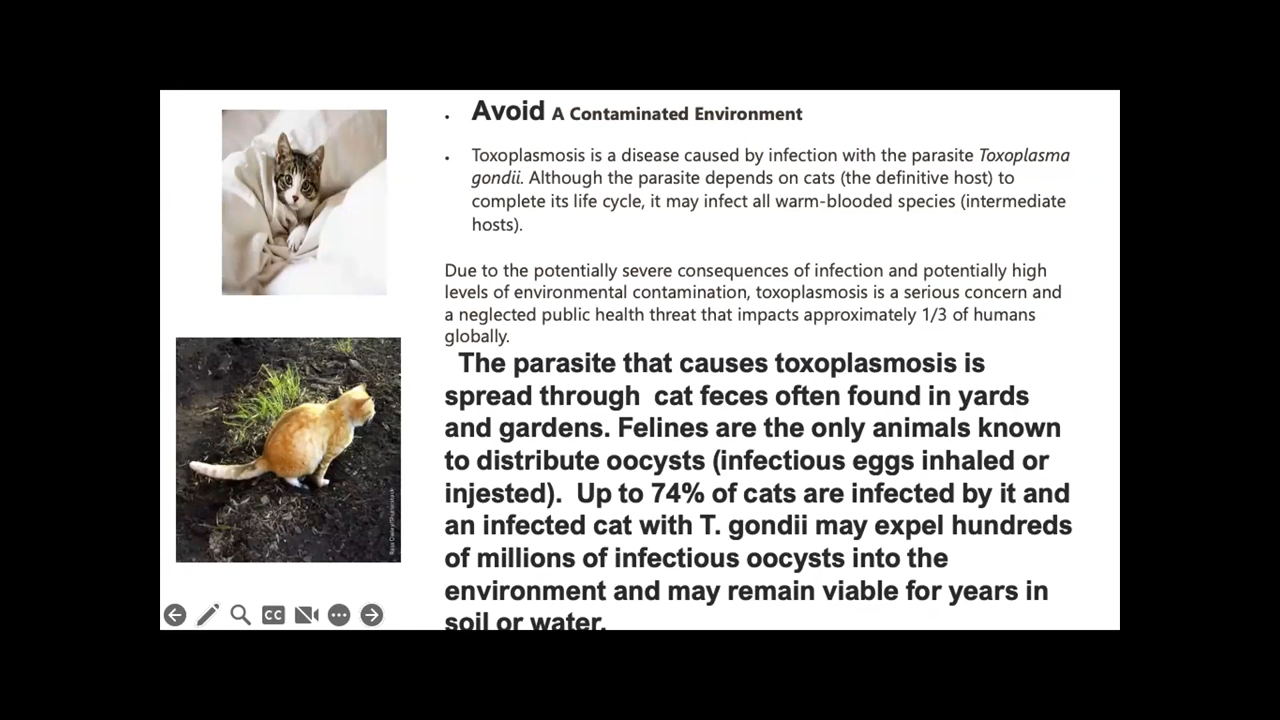 • Avoid A Contaminated Environment
• Toxoplasmosis is a disease caused by infection with the parasite Toxoplasma
gondii. Although the parasite depends on cats (the definitive host) to
complete its life cycle, it may infect all warm-blooded species (intermediate
hosts).
Due to the potentially severe consequences of infection and potentially high
levels of environmental contamination, toxoplasmosis is a serious concern and
a neglected public health threat that impacts approximately 1/3 of humans
globally.
The parasite that causes toxoplasmosis is
spread through cat feces often found in yards
and gardens. Felines are the only animals known
to distribute oocysts (infectious eggs inhaled or
injested). Up to 74% of cats are infected by it and
an infected cat with T. gondii may expel hundreds
of millions of infectious oocysts into the
environment and may remain viable for years in
soil or water.
CC